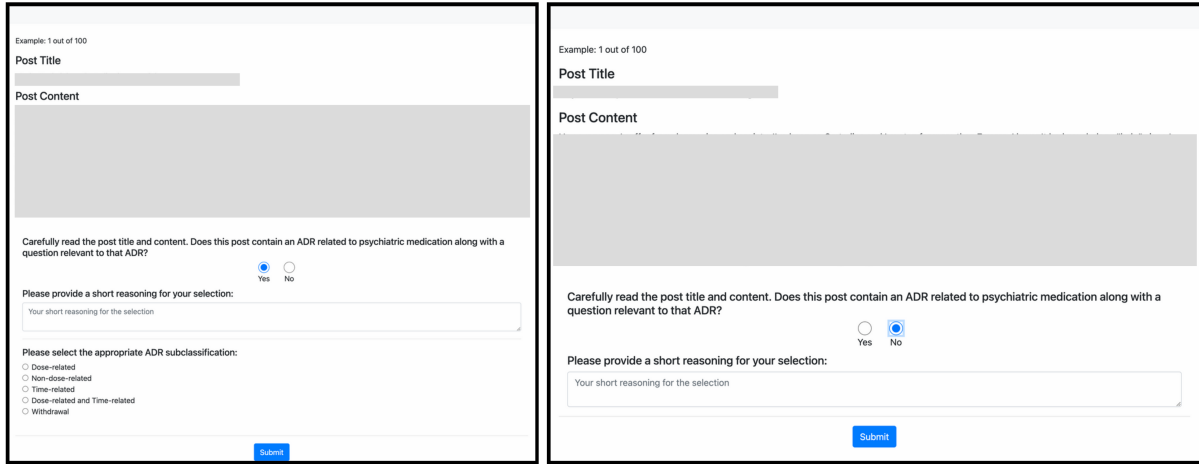 Example: 1 out of 100
Post Title
Post Content
Carefully read the post title and content. Does this post contain an ADR related to psychiatric medication along with a
question relevant to that ADR?
Yes No
Please provide a short reasoning for your selection:
Your short reasoning for the selection
Please select the appropriate ADR subclassification:
Dose-related
Non-dose-related
Time-related
Dose-related and Time-related
Withdrawal
Submit
Example: 1 out of 100
Post Title
Post Content
Carefully read the post title and content. Does this post contain an ADR related to psychiatric medication along with a
question relevant to that ADR?
Yes No
Please provide a short reasoning for your selection:
Your short reasoning for the selection
Submit